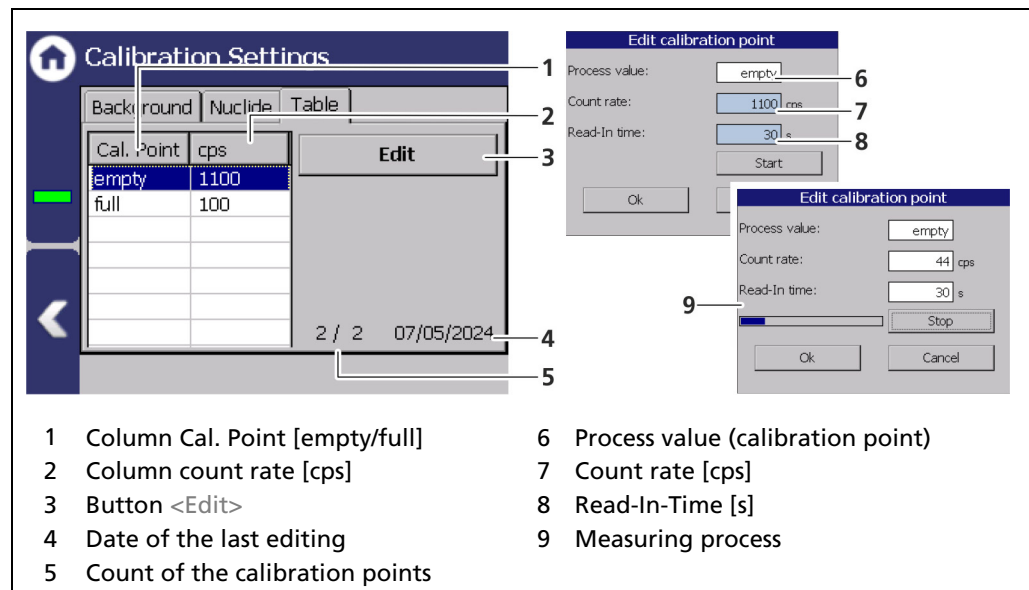 Calibration Settings
Background Nuclide Table
Cal. Point cps
empty 1100
full 100
Edit
2 / 2 07/05/2024
1
2
3
4
5
Edit calibration point
Process value: empty
Count rate: 1100 cps
Read-In time: 30 s
Start
Ok
6
7
8
Edit calibration point
Process value: empty
Count rate: 44 cps
Read-In time: 30 s
Stop
Ok Cancel
9
1 Column Cal. Point [empty/full]
2 Column count rate [cps]
3 Button <Edit>
4 Date of the last editing
5 Count of the calibration points
6 Process value (calibration point)
7 Count rate [cps]
8 Read-In-Time [s]
9 Measuring process